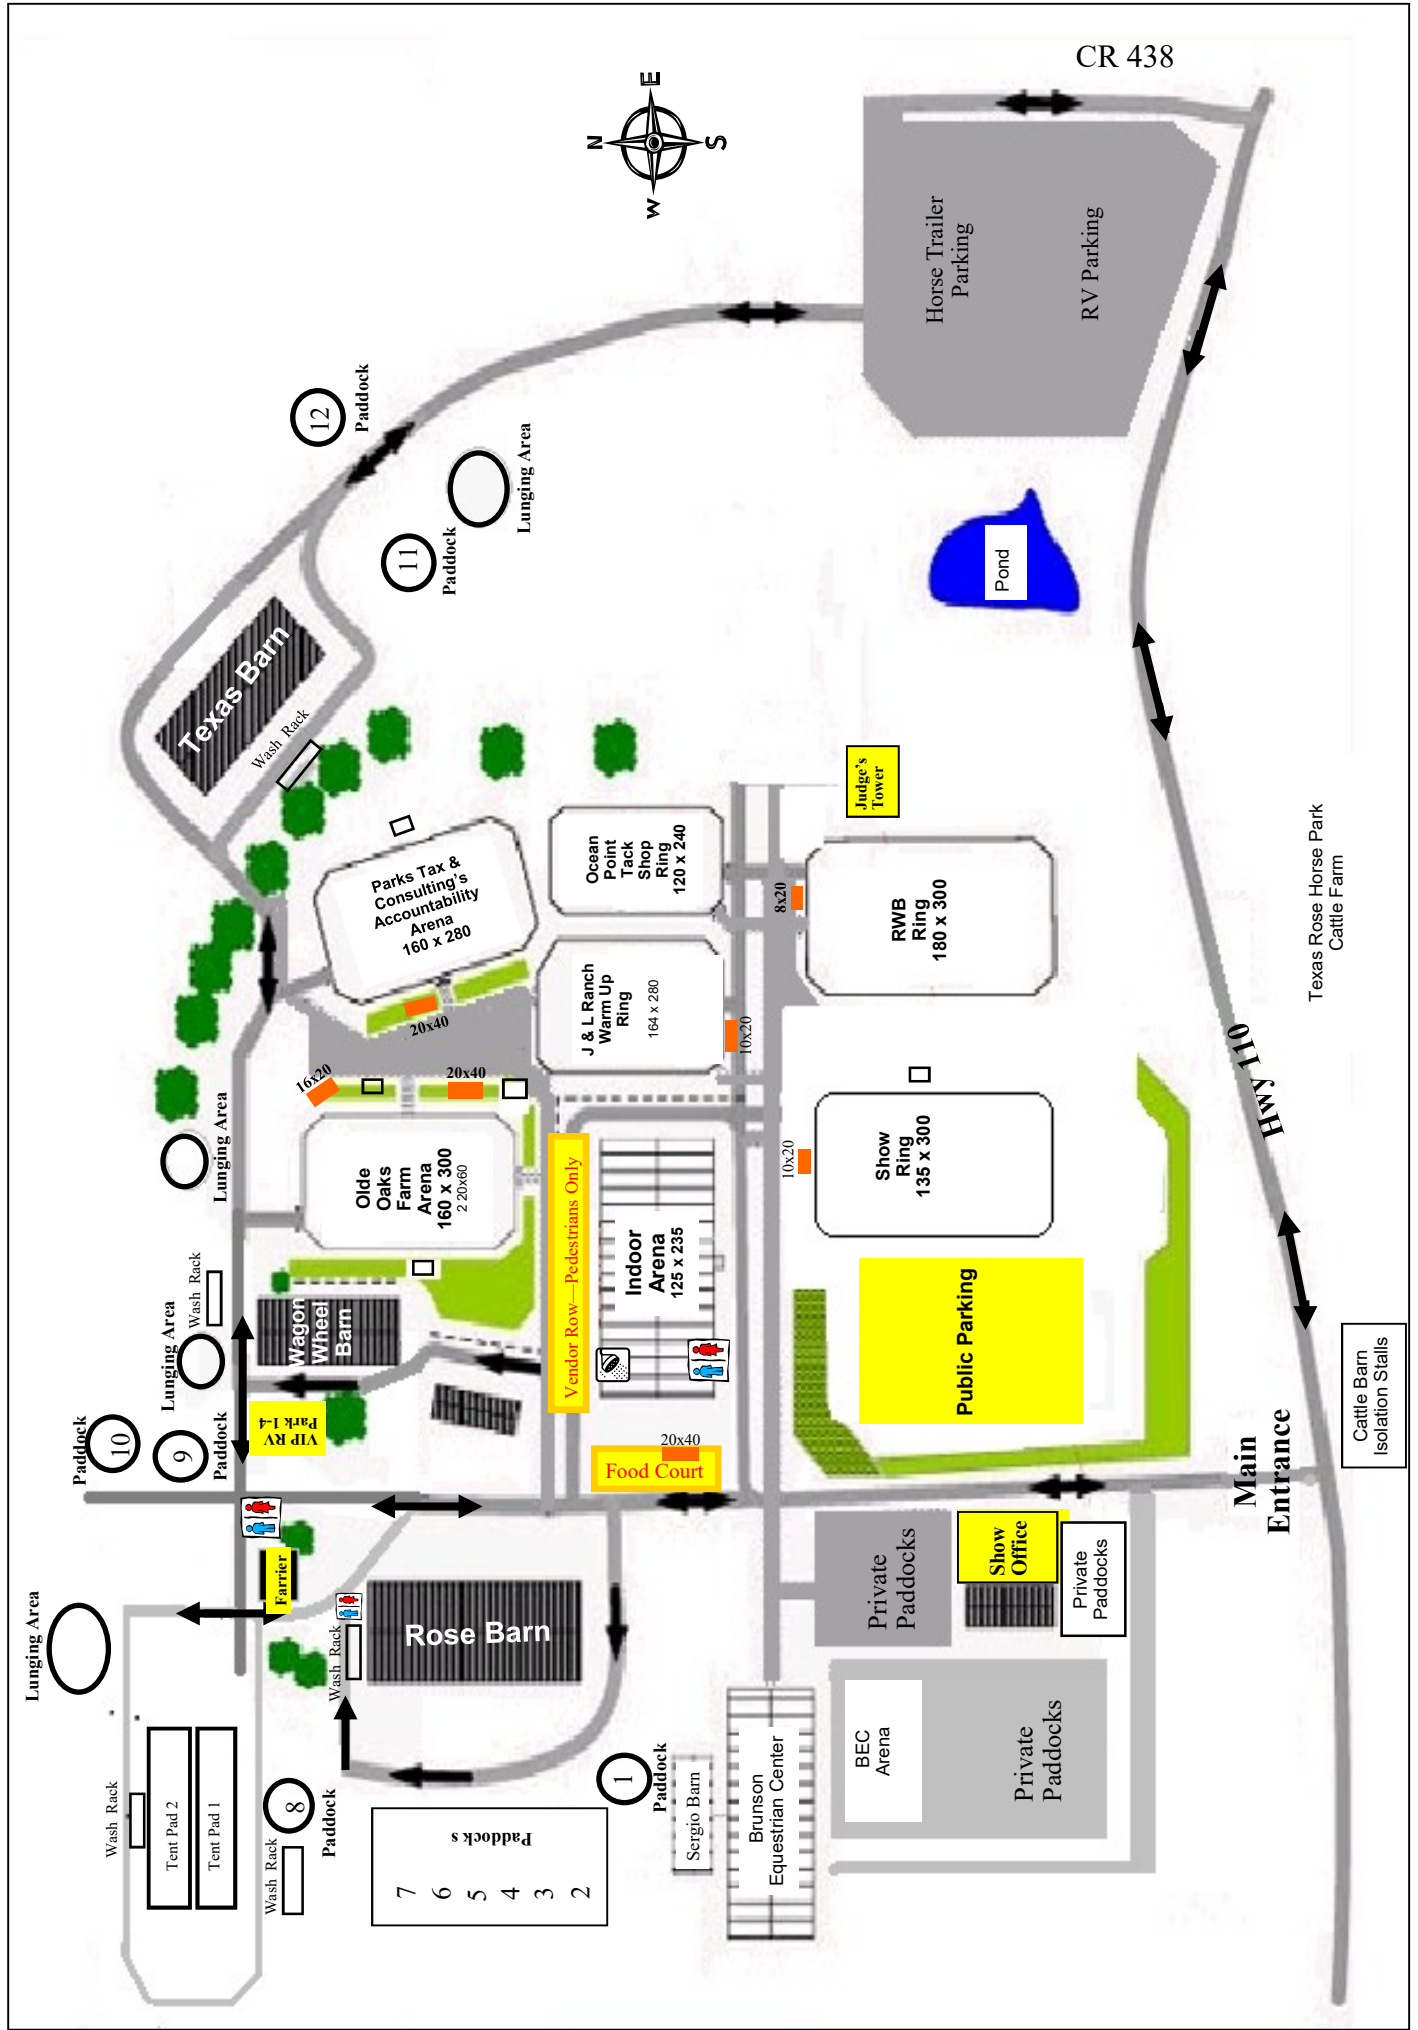 CR 438
N
E
S
W
Horse Trailer
Parking
RV Parking
12
Paddock
Lunging Area
11
Paddock
Pond
Texas Barn
Wash Rack
Judge's
Tower
Parks Tax &
Consulting's
Accountability
Arena
160 x 280
Ocean
Point
Tack
Shop
Ring
120 x 240
8x20
RWB
Ring
180 x 300
Texas Rose Horse Park
Cattle Farm
20x40
J & L Ranch
Warm Up
Ring
164 x 280
10x20
16x20
20x40
Hwy 110
Lunging Area
Olde
Oaks
Farm
Arena
160 x 300
2 20x60
Vendor Row—Pedestrians Only
Indoor
Arena
125 x 235
10x20
Show
Ring
135 x 300
Wash Rack
Lunging Area
Wagon
Wheel
Barn
Public Parking
Cattle Barn
Isolation Stalls
Paddock
10
9
Paddock
VIP RV
Park 1-4
20x40
Food Court
Main
Entrance
Farrier
Lunging Area
Wash Rack
Rose Barn
Private
Paddocks
Show
Office
Private
Paddocks
Wash Rack
Tent Pad 2
Tent Pad 1
8
Paddock
Wash Rack
Paddock s
7
6
5
4
3
2
1
Paddock
Sergio Barn
Brunson
Equestrian Center
BEC
Arena
Private
Paddocks